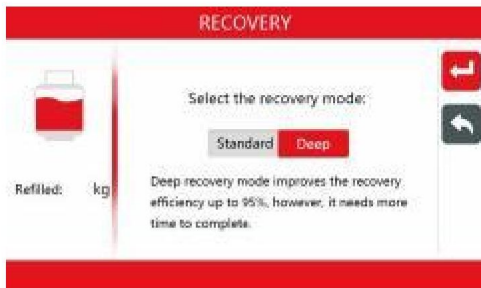 RECOVERY
Select the recovery mode:
Standard Deep
Refilled: kg
Deep recovery mode improves the recovery
efficiency up to 95%, however, it needs more
time to complete.